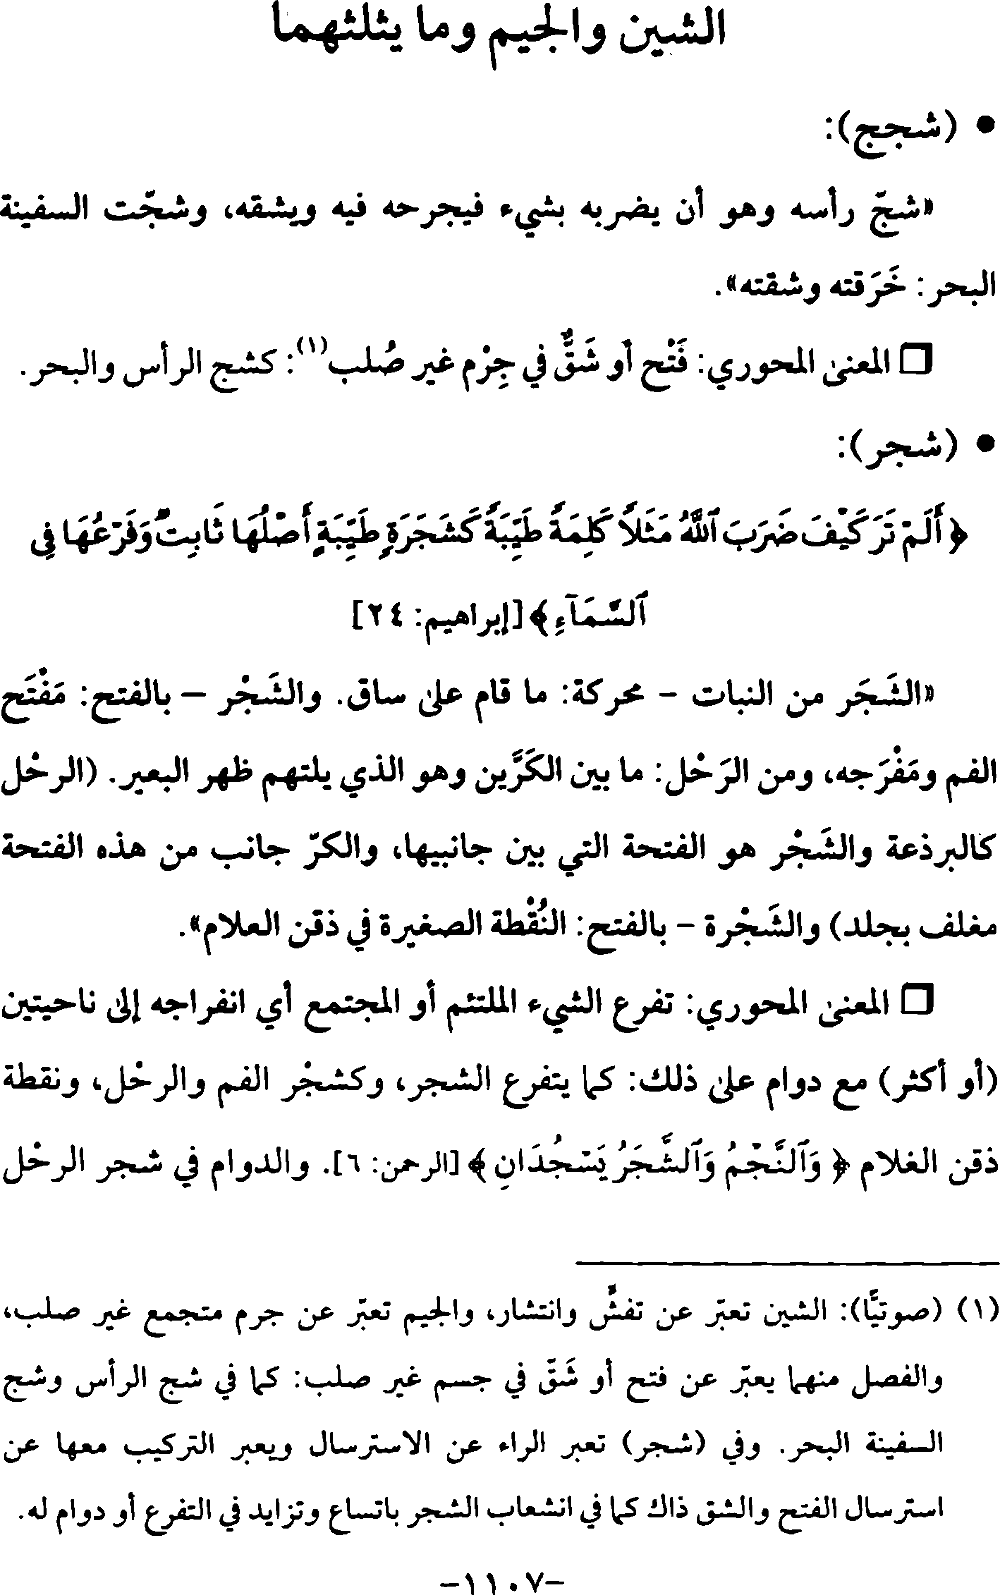 الشين والجيم وما يثلثهما
• (شجج):
«شجّ رأسه وهو أن يضربه بشيء فيجرحه فيه ويشقه، وشجّت السفينة
البحر: خَرَقته وشقته».
❏ المعنى المحوري: فَتْح أو شَقٌّ في جِرْم غير صُلب(١): كشج الرأس والبحر.
• (شجر):
﴿أَلَمْ تَرَ كَيْفَ ضَرَبَ ٱللَّهُ مَثَلًا كَلِمَةً طَيِّبَةً كَشَجَرَةٍ طَيِّبَةٍ أَصْلُهَا ثَابِتٌ وَفَرْعُهَا فِي
ٱلسَّمَآءِ﴾ [إبراهيم: ٢٤]
«الشَجَر من النبات - محركة: ما قام على ساق. والشَجْر – بالفتح: مَفْتَح
الفم ومَفْرَجه، ومن الرَحْل: ما بين الكَرَّين وهو الذي يلتهم ظهر البعير. (الرحْل
كالبرذعة والشَجْر هو الفتحة التي بين جانبيها، والكرّ جانب من هذه الفتحة
مغلف بجلد) والشَجْرة - بالفتح: النُقْطة الصغيرة في ذقن الغلام».
❏ المعنى المحوري: تفرع الشيء الملتئم أو المجتمع أي انفراجه إلى ناحيتين
(أو أكثر) مع دوام على ذلك: كما يتفرع الشجر، وكشجْر الفم والرحْل، ونقطة
ذقن الغلام ﴿وَٱلنَّجْمُ وَٱلشَّجَرُ يَسْجُدَانِ﴾ [الرحمن: ٦]. والدوام في شجر الرحْل
(١) (صوتيًّا): الشين تعبّر عن تفشٍّ وانتشار، والجيم تعبّر عن جرم متجمع غير صلب،
والفصل منهما يعبّر عن فتح أو شَقّ في جسم غير صلب: كما في شج الرأس وشج
السفينة البحر. وفي (شجر) تعبر الراء عن الاسترسال ويعبر التركيب معها عن
استرسال الفتح والشق ذاك كما في انشعاب الشجر باتساع وتزايد في التفرع أو دوام له.
-١١٠٧-